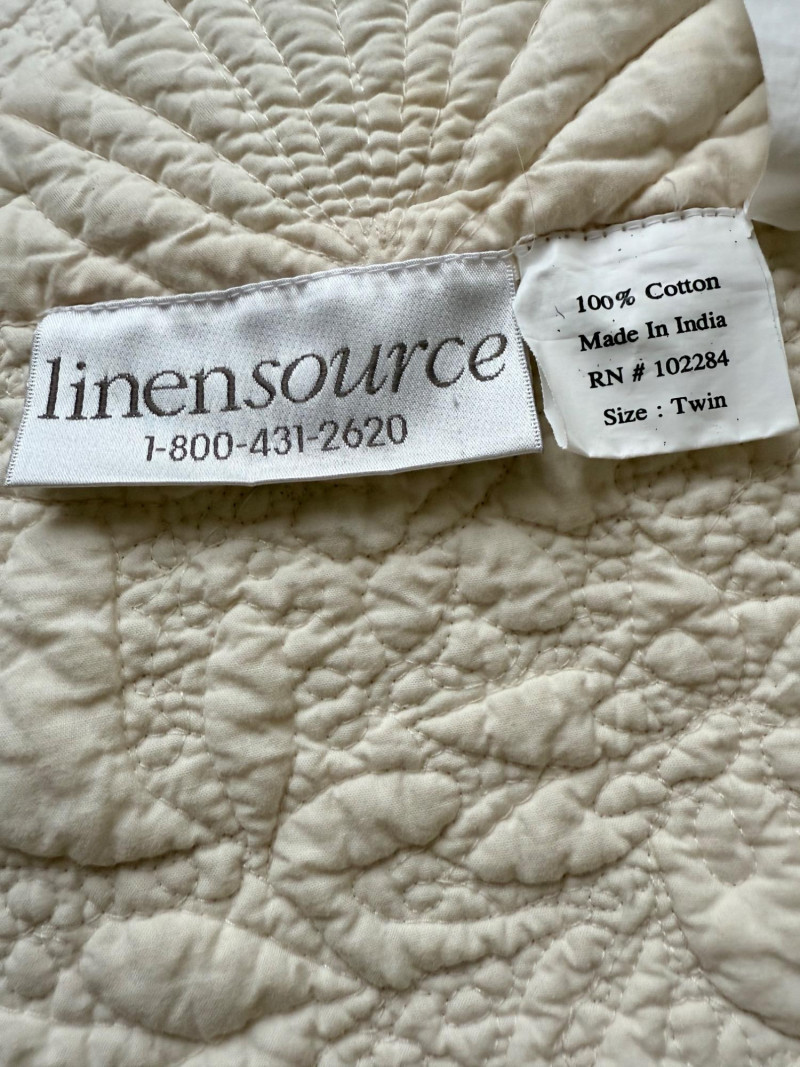 linensource
1-800-431-2620
100% Cotton
Made In India
RN # 102284
Size : Twin